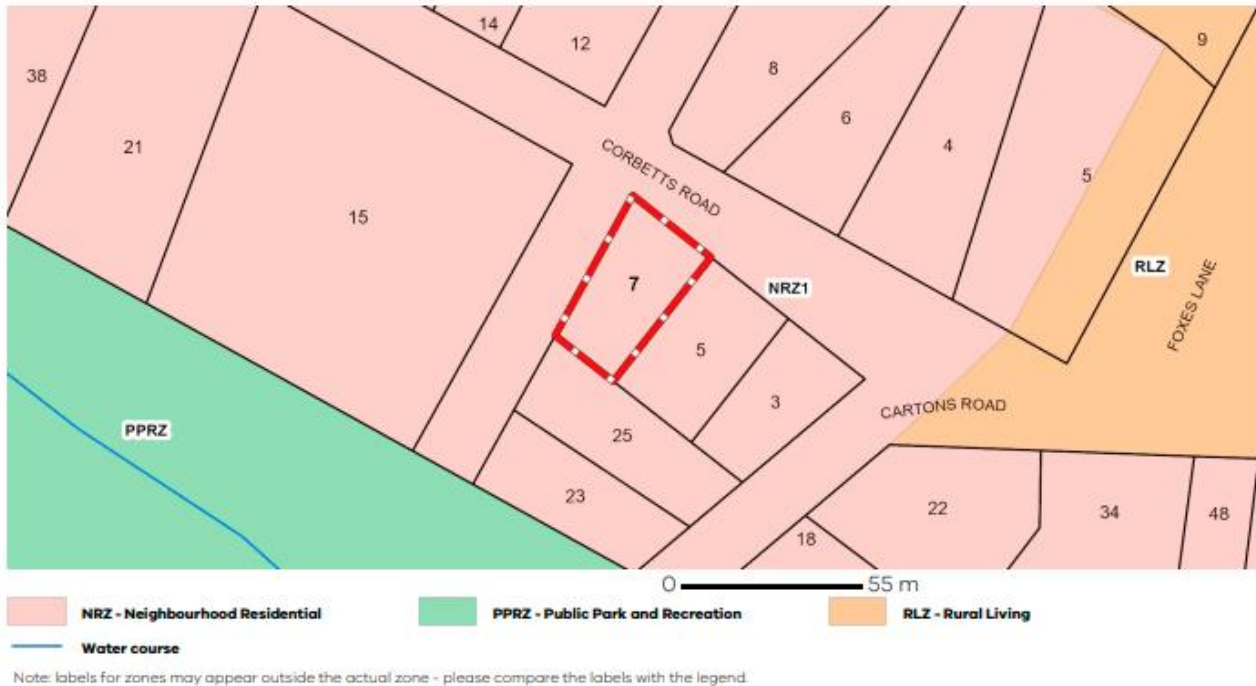 14
12
38
8
9
6
21
4
CORBETTS ROAD
5
15
RLZ
7
NRZ1
FOXES LANE
5
3
CARTONS ROAD
PPRZ
25
23
22
34
48
18
0 55 m
NRZ - Neighbourhood Residential
PPRZ - Public Park and Recreation
RLZ - Rural Living
Water course
Note: labels for zones may appear outside the actual zone - please compare the labels with the legend.